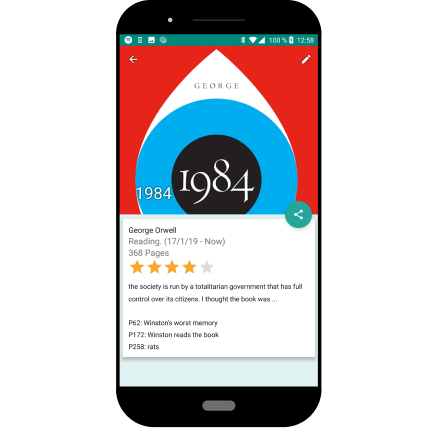 100 % 12:58
GEORGE
1984
1984
George Orwell
Reading. (17/1/19 - Now)
368 Pages
the society is run by a totalitarian government that has full
control over its citizens. I thought the book was ...
P62: Winston's worst memory
P172: Winston reads the book
P258: rats